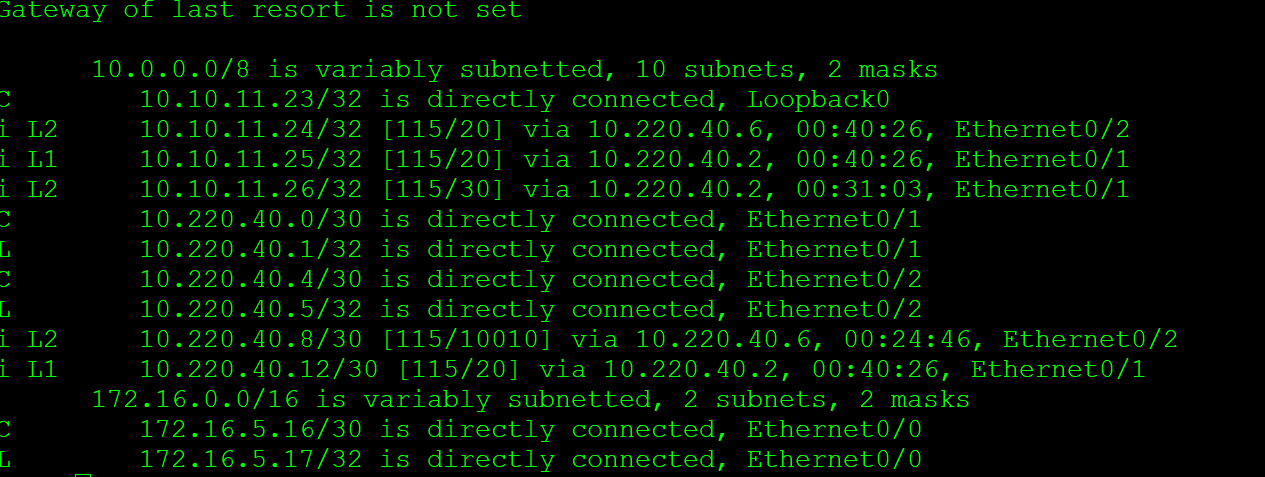 Gateway of last resort is not set
10.0.0.0/8 is variably subnetted, 10 subnets, 2 masks
C 10.10.11.23/32 is directly connected, Loopback0
i L2 10.10.11.24/32 [115/20] via 10.220.40.6, 00:40:26, Ethernet0/2
i L1 10.10.11.25/32 [115/20] via 10.220.40.2, 00:40:26, Ethernet0/1
i L2 10.10.11.26/32 [115/30] via 10.220.40.2, 00:31:03, Ethernet0/1
C 10.220.40.0/30 is directly connected, Ethernet0/1
L 10.220.40.1/32 is directly connected, Ethernet0/1
C 10.220.40.4/30 is directly connected, Ethernet0/2
L 10.220.40.5/32 is directly connected, Ethernet0/2
i L2 10.220.40.8/30 [115/10010] via 10.220.40.6, 00:24:46, Ethernet0/2
i L1 10.220.40.12/30 [115/20] via 10.220.40.2, 00:40:26, Ethernet0/1
172.16.0.0/16 is variably subnetted, 2 subnets, 2 masks
C 172.16.5.16/30 is directly connected, Ethernet0/0
L 172.16.5.17/32 is directly connected, Ethernet0/0